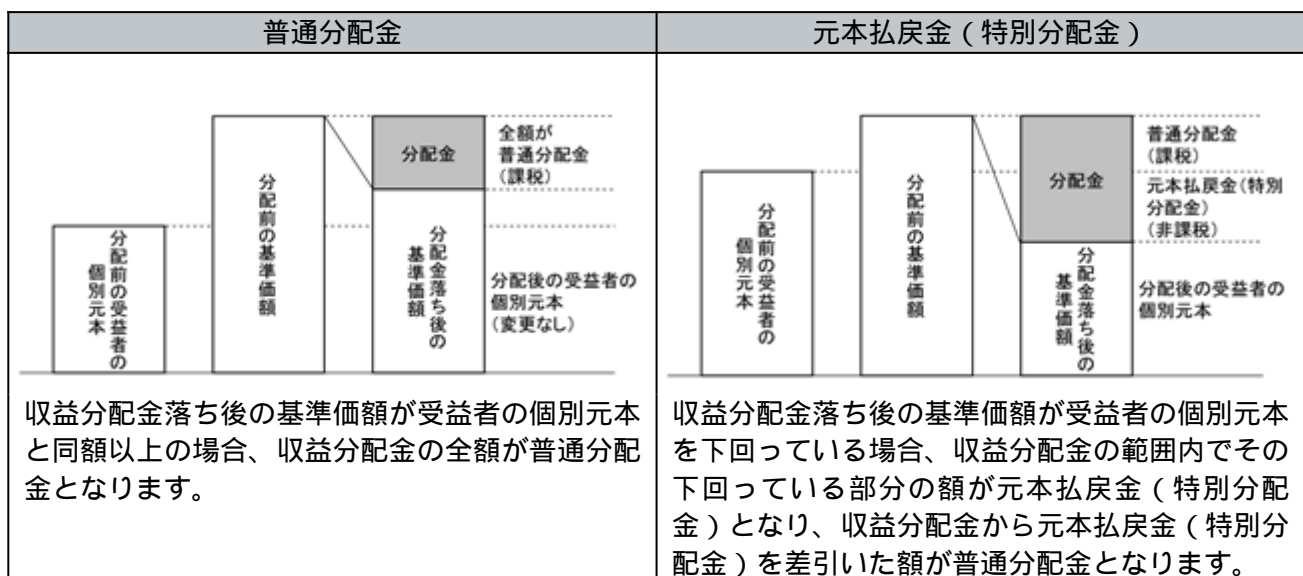 普通分配金
分配前の受益者の
個別元本
分配前の基準価額
分配金
分配金落ち後の
基準価額
全額が
普通分配金
(課税)
分配後の受益者の
個別元本
(変更なし)
収益分配金落ち後の基準価額が受益者の個別元本
と同額以上の場合、収益分配金の全額が普通分配
金となります。
元本払戻金(特別分配金)
分配前の受益者の
個別元本
分配前の基準価額
分配金
分配金落ち後の
基準価額
普通分配金
(課税)
元本払戻金(特別
分配金)
(非課税)
分配後の受益者の
個別元本
収益分配金落ち後の基準価額が受益者の個別元本
を下回っている場合、収益分配金の範囲内でその
下回っている部分の額が元本払戻金(特別分配
金)となり、収益分配金から元本払戻金(特別分
配金)を差引いた額が普通分配金となります。